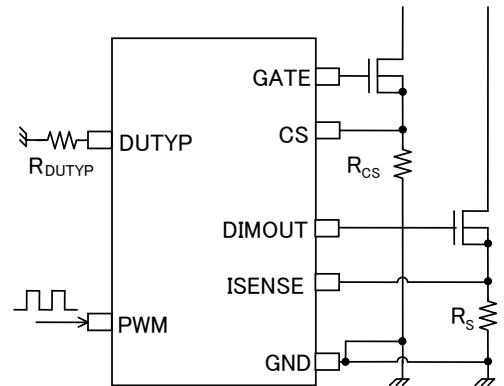 GATE
DUTYP
CS
RDUTYP
RCS
DIMOUT
ISENSE
PWM
RS
GND